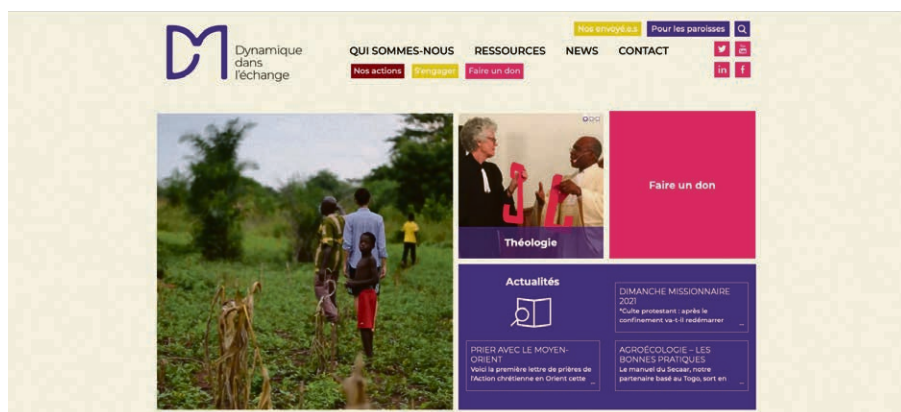 Nos envoyé.e.s
Pour les paroisses
Dynamique
dans
l'échange
QUI SOMMES-NOUS
RESSOURCES
NEWS
CONTACT
Nos actions
S'engager
Faire un don
Théologie
Faire un don
Actualités
DIMANCHE MISSIONNAIRE
2021
"Culte protestant : après le
confinement va-t-il redémarrer
...
PRIER AVEC LE MOYEN-
ORIENT
Voici la première lettre de prières de
l'Action chrétienne en Orient cette
...
AGROÉCOLOGIE – LES
BONNES PRATIQUES
Le manuel du Secaar, notre
partenaire basé au Togo, sort en
...